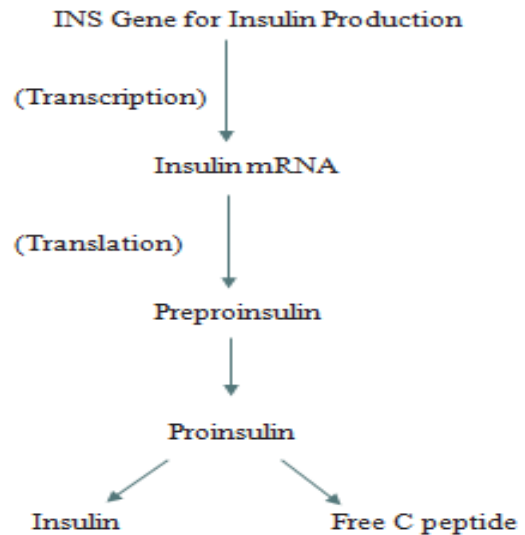 INS Gene for Insulin Production
(Transcription)
Insulin mRNA
(Translation)
Preproinsulin
Proinsulin
Insulin
Free C peptide